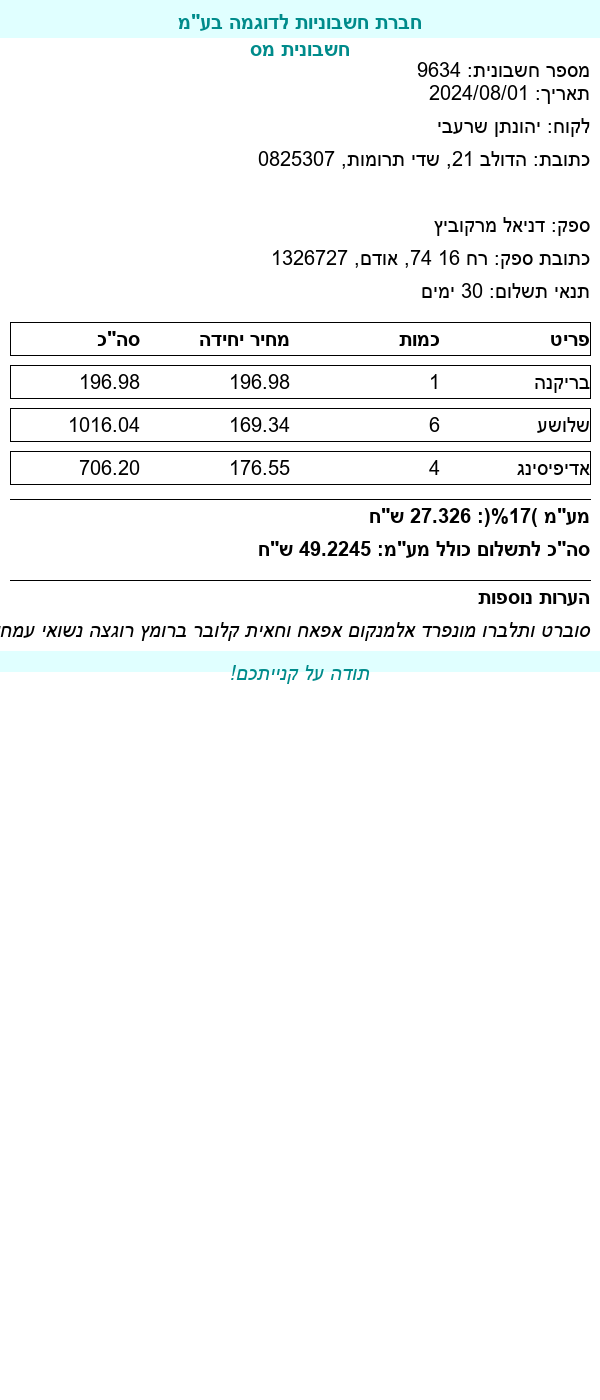 חברת חשבוניות לדוגמה בע"מ
חשבונית מס
מספר חשבונית: 9634
תאריך: 2024/08/01
לקוח: יהונתן שרעבי
כתובת: הדולב 21, שדי תרומות, 0825307
ספק: דניאל מרקוביץ
כתובת ספק: רח 16 74, אודם, 1326727
תנאי תשלום: 30 ימים
פריט כמות מחיר יחידה סה"כ
בריקנה 1 196.98 196.98
שלושע 6 169.34 1016.04
אדיפיסינג 4 176.55 706.20
מע"מ )17%(: 27.326 ש"ח
סה"כ לתשלום כולל מע"מ: 49.2245 ש"ח
הערות נוספות
סוברט ותלברו מונפרד אלמנקום אפאח וחאית קלובר ברומץ רוגצה נשואי
תודה על קנייתכם!